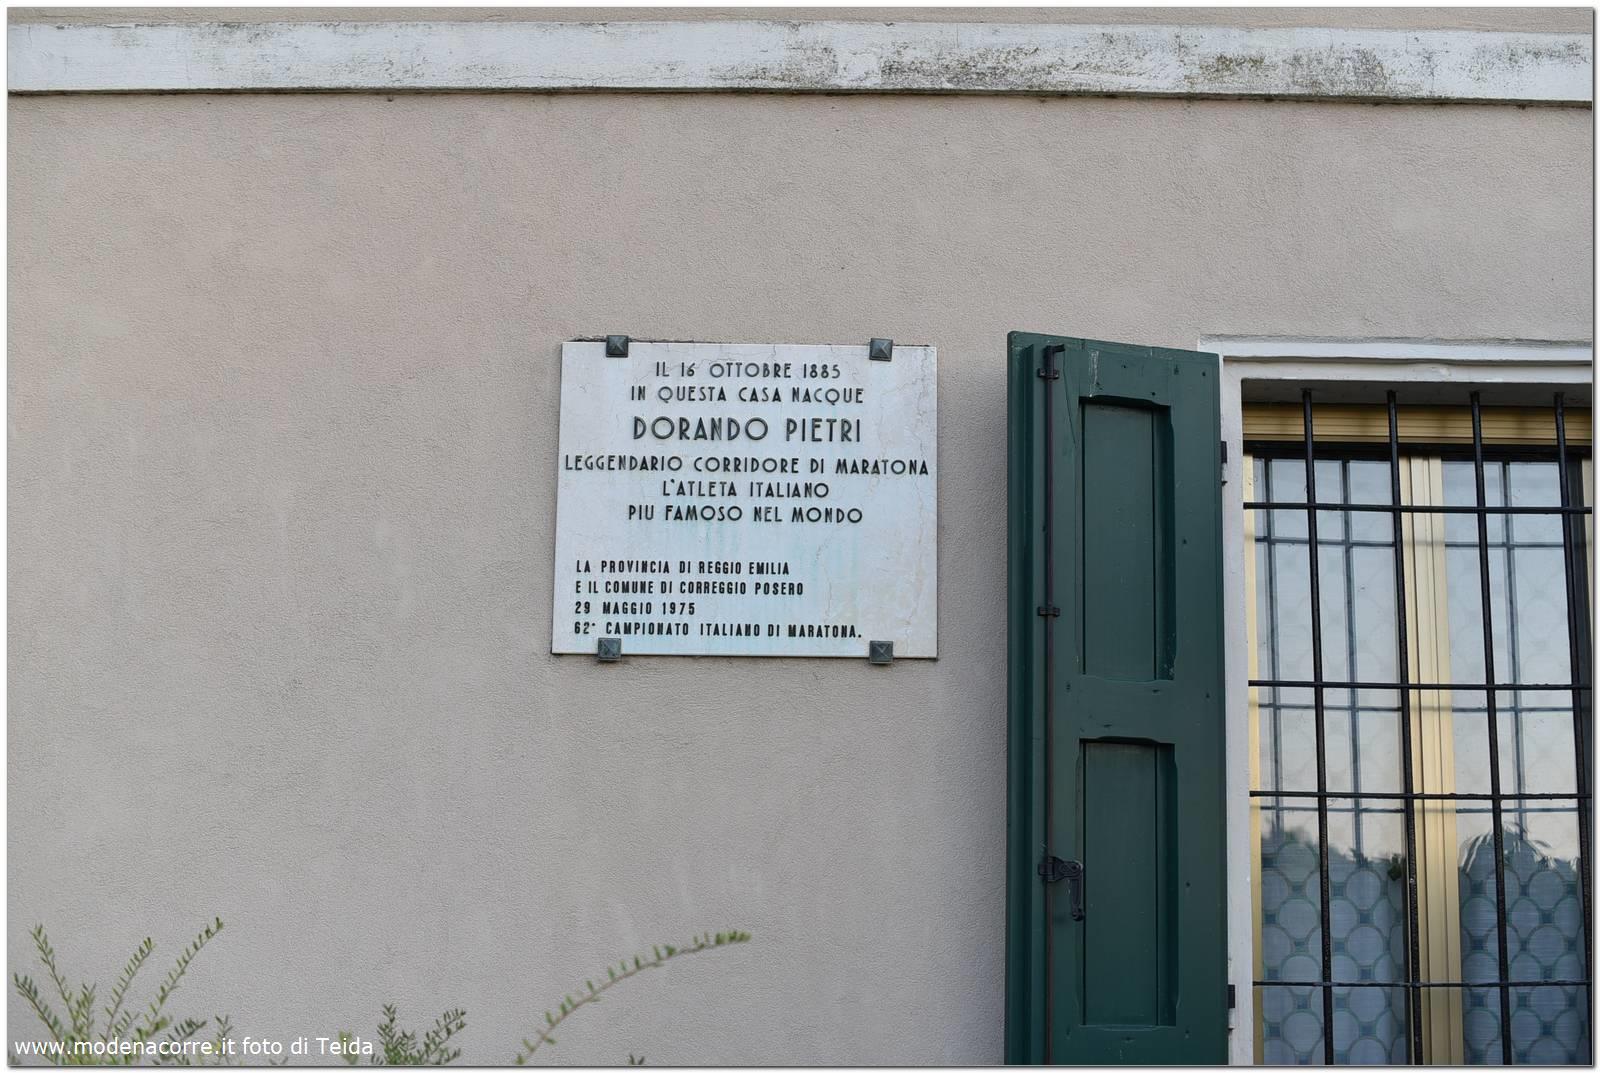 IL 16 OTTOBRE 1885
IN QUESTA CASA NACQUE
DORANDO PIETRI
LEGGENDARIO CORRIDORE DI MARATONA
L'ATLETA ITALIANO
PIU FAMOSO NEL MONDO
LA PROVINCIA DI REGGIO EMILIA
E IL COMUNE DI CORREGGIO POSERO
29 MAGGIO 1975
62° CAMPIONATO ITALIANO DI MARATONA.
www.modenacorre.it foto di Teida